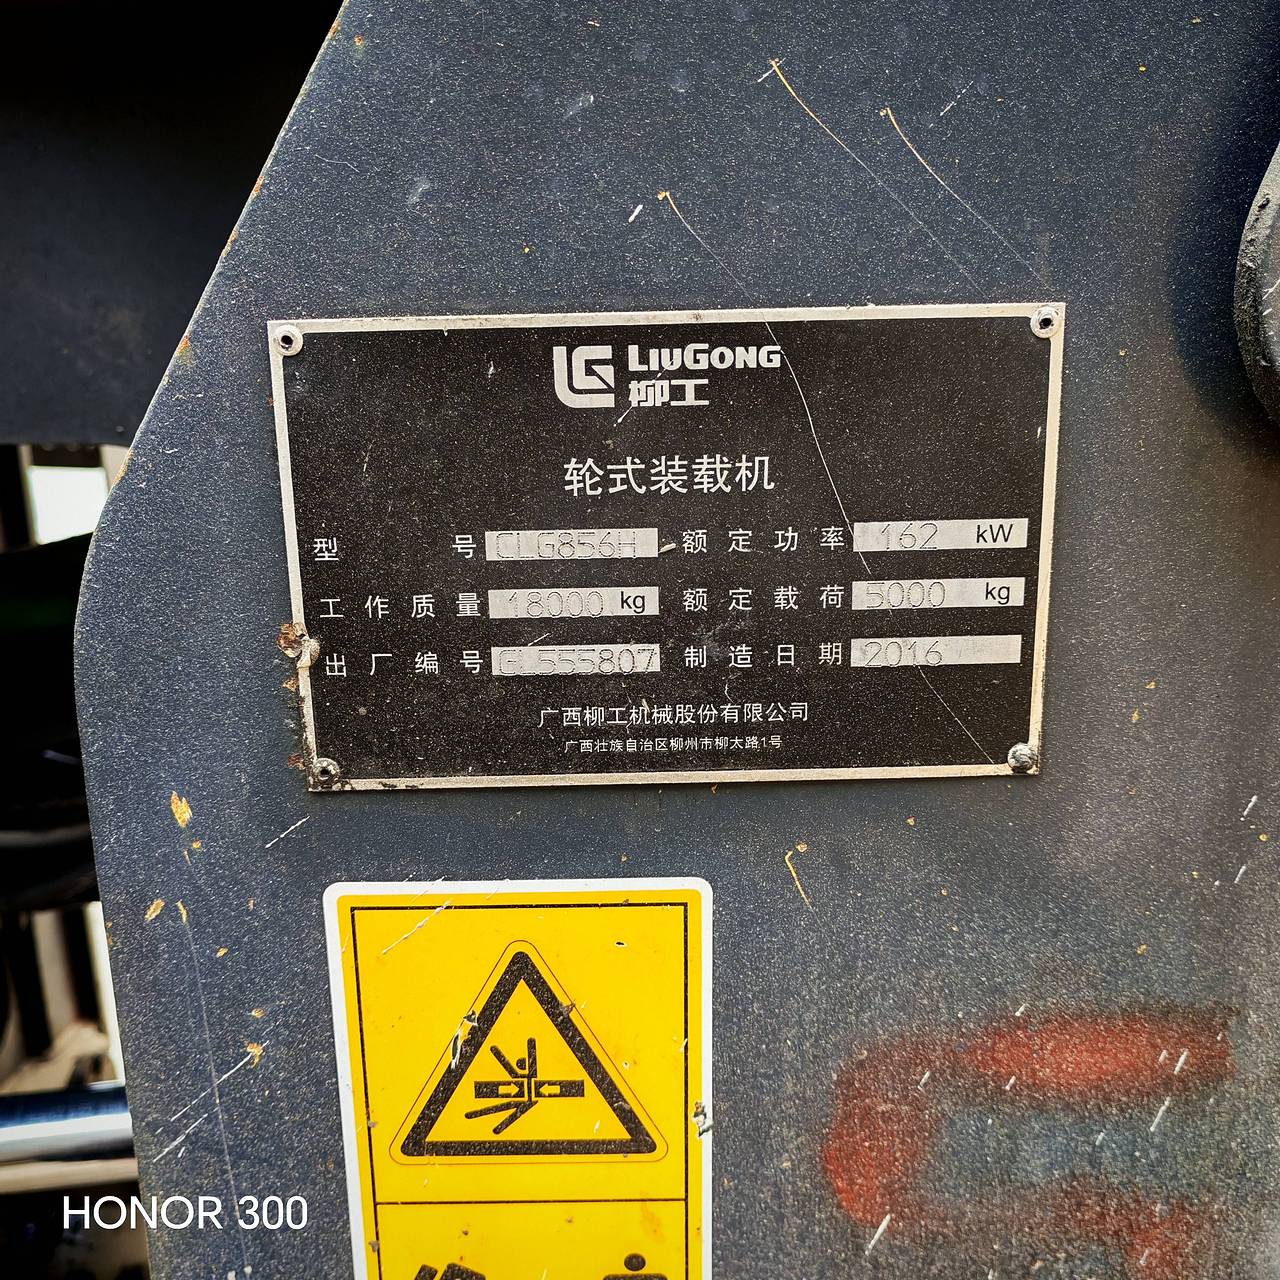 LIUGONG
柳工
轮式装载机
型号 CLG856H 额定功率 162 kW
工作质量 18000 kg 额定载荷 5000 kg
出厂编号 GL555807 制造日期 2016
广西柳工机械股份有限公司
广西壮族自治区柳州市柳太路1号
HONOR 300